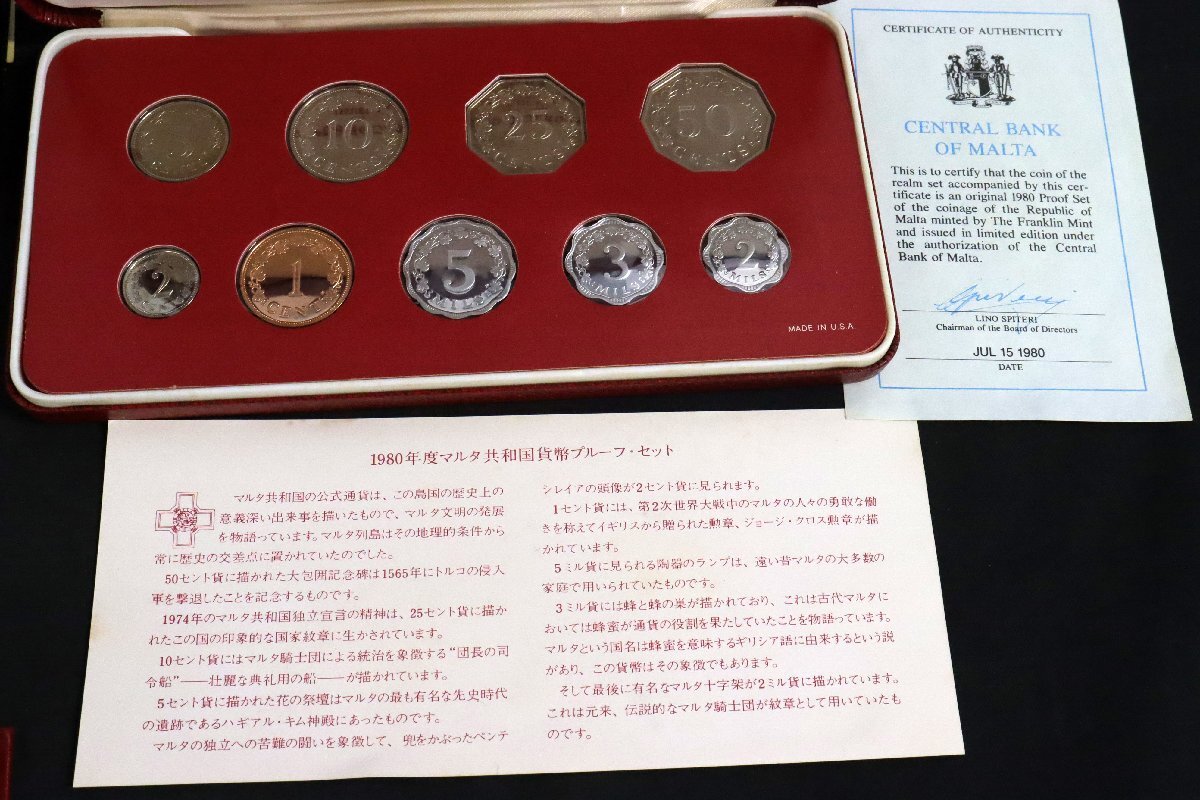 10
CENTS
25
CENTS
50
CENTS
2
1
CENT
5
MILS
3
MILS
2
MILS
MADE IN U.S.A.
CERTIFICATE OF AUTHENTICITY
CENTRAL BANK
OF MALTA
This is to certify that the coin of the
realm set accompanied by this cer-
tificate is an original 1980 Proof Set
of the coinage of the Republic of
Malta minted by The Franklin Mint
and issued in limited edition under
the authorization of the Central
Bank of Malta.
LINO SPITERI
Chairman of the Board of Directors
JUL 15 1980
DATE
1980年度マルタ共和国貨幣プルーフ・セット
マルタ共和国の公式通貨は、この島国の歴史上の
意義深い出来事を描いたもので、マルタ文明の発展
を物語っています。マルタ列島はその地理的条件から
常に歴史の交差点に置かれていたのでした。
50セント貨に描かれた大包囲記念碑は1565年にトルコの侵入
軍を撃退したことを記念するものです。
1974年のマルタ共和国独立宣言の精神は、25セント貨に描か
れたこの国の印象的な国家紋章に生かされています。
10セント貨にはマルタ騎士団による統治を象徴する“団長の司
令船”——壮麗な典礼用の船——が描かれています。
5セント貨に描かれた花の祭壇はマルタの最も有名な先史時代
の遺跡であるハギアル・キム神殿にあったものです。
マルタの独立への苦難の闘いを象徴して、兜をかぶったペンテ
シレイアの頭像が2セント貨に見られます。
1セント貨には、第2次世界大戦中のマルタの人々の勇敢な働
きを称えてイギリスから贈られた勲章、ジョージ・クロス勲章が描
かれています。
5ミル貨に見られる陶器のランプは、遠い昔マルタの大多数の
家庭で用いられていたものです。
3ミル貨には蜂と蜂の巣が描かれており、これは古代マルタに
おいては蜂蜜が通貨の役割を果たしていたことを物語っています。
マルタという国名は蜂蜜を意味するギリシア語に由来するという説
があり、この貨幣はその象徴でもあります。
そして最後に有名なマルタ十字架が2ミル貨に描かれています。
これは元来、伝説的なマルタ騎士団が紋章として用いていたも
のです。